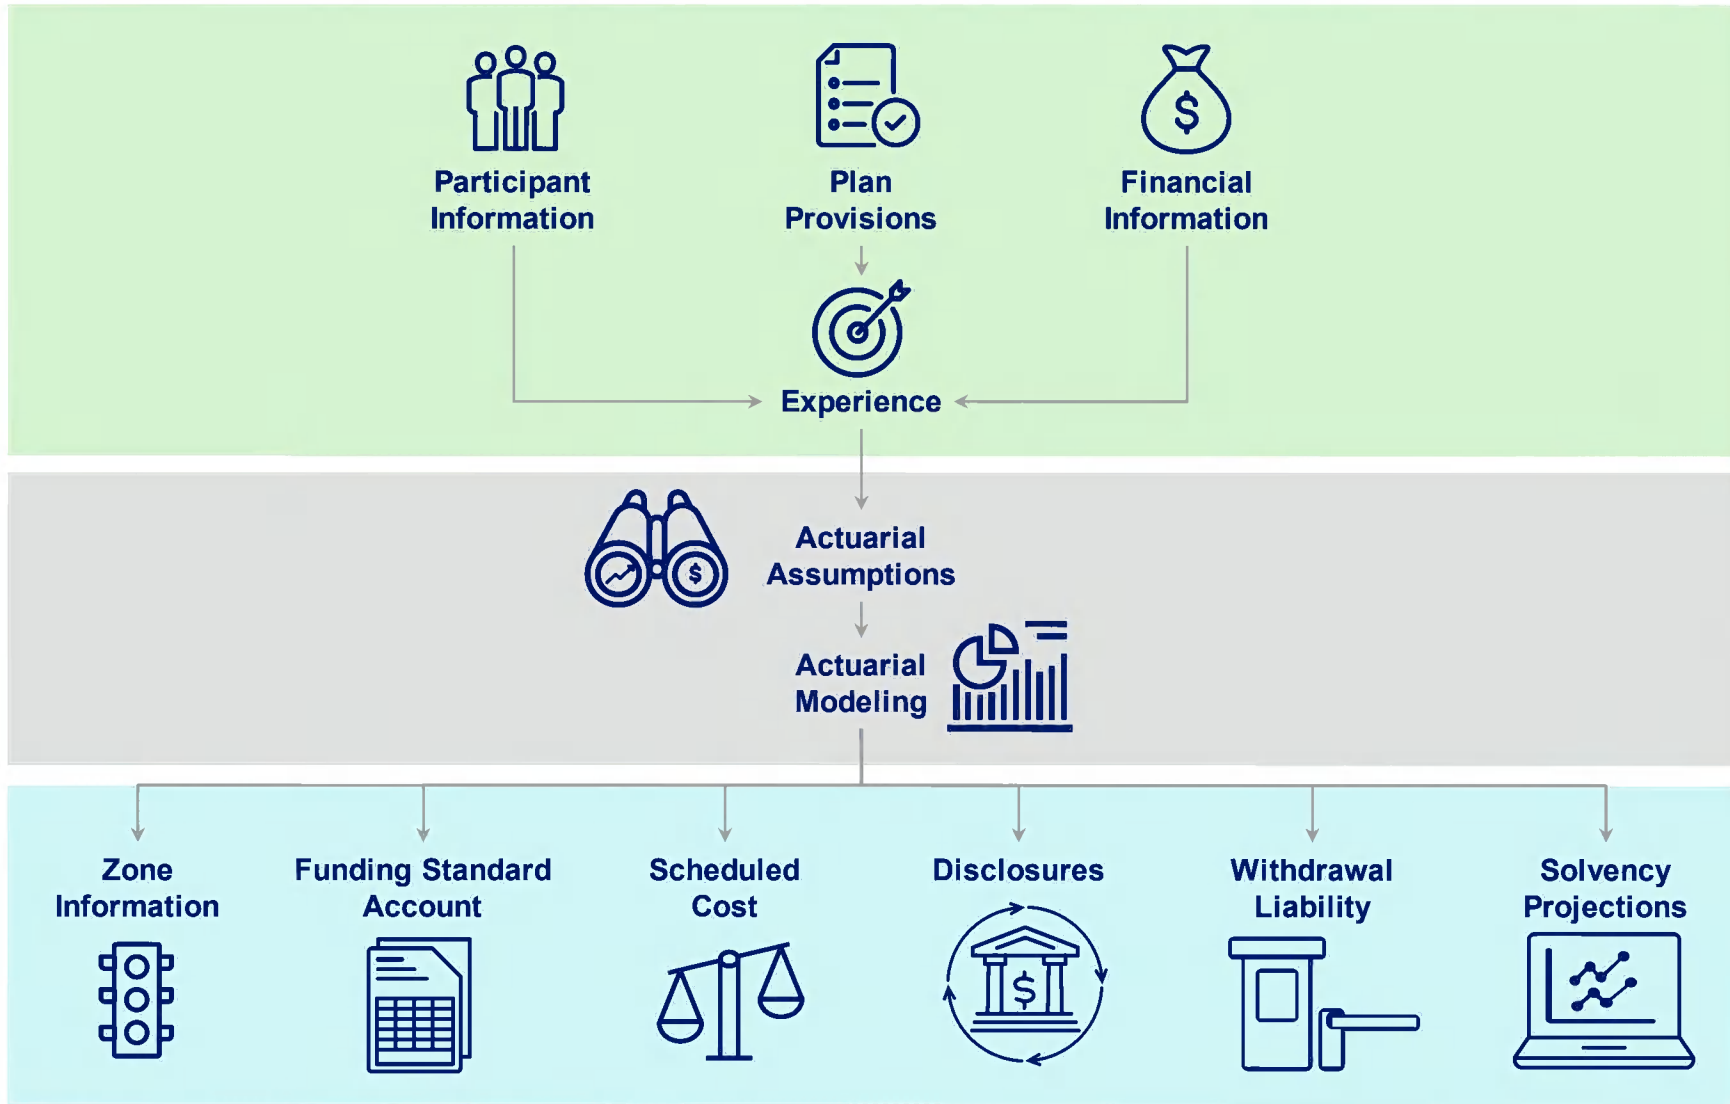 Participant
Information
Plan
Provisions
$
Financial
Information
Experience
$
Actuarial
Assumptions
Actuarial
Modeling
Zone
Information
Funding Standard
Account
Scheduled
Cost
Disclosures
$
Withdrawal
Liability
Solvency
Projections